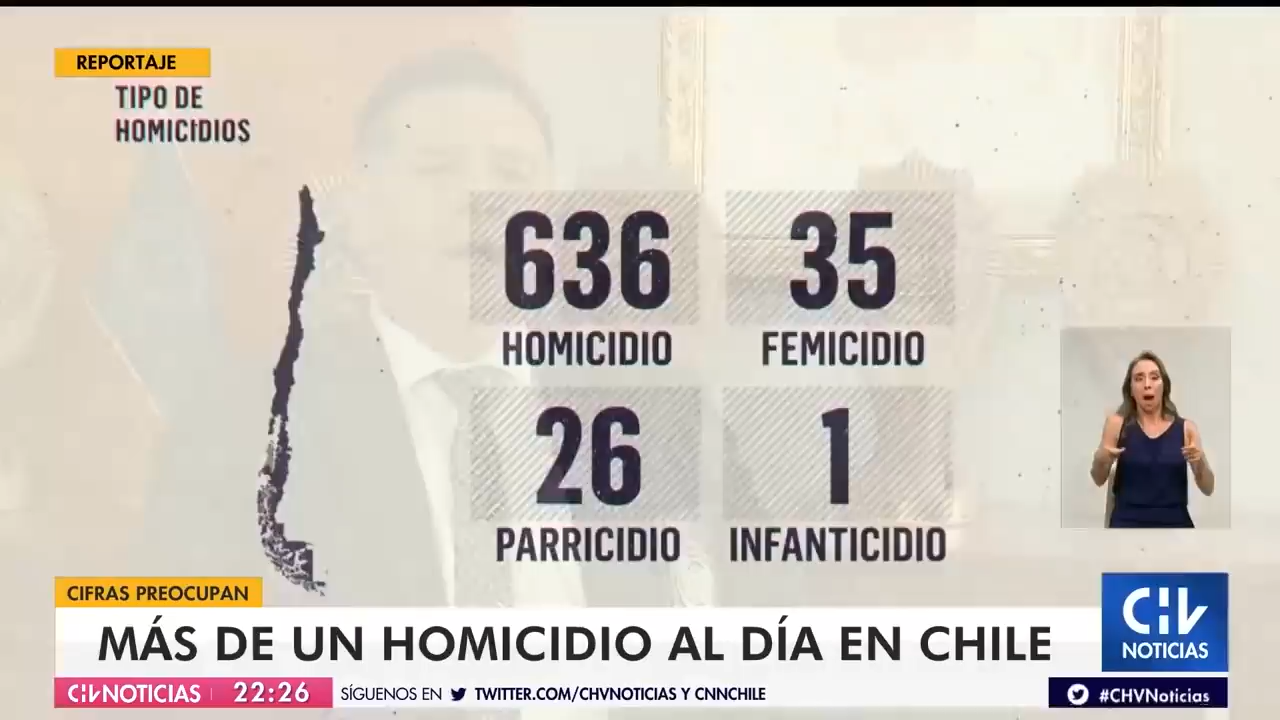 REPORTAJE
TIPO DE
HOMICIDIOS
636
HOMICIDIO
35
FEMICIDIO
26
PARRICIDIO
1
INFANTICIDIO
CIFRAS PREOCUPAN
MÁS DE UN HOMICIDIO AL DÍA EN CHILE
CHV
NOTICIAS
CHVNOTICIAS 22:26 SÍGUENOS EN TWITTER.COM/CHVNOTICIAS Y CNNCHILE
#CHVNoticias